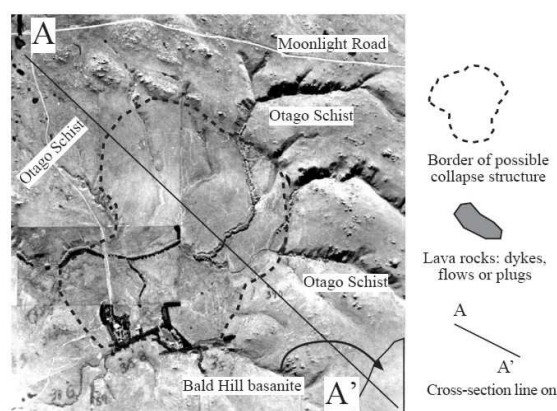 A
Moonlight Road
Otago Schist
Otago Schist
Otago Schist
Bald Hill basanite
A'
Border of possible
collapse structure
Lava rocks: dykes,
flows or plugs
A
A'
Cross-section line on